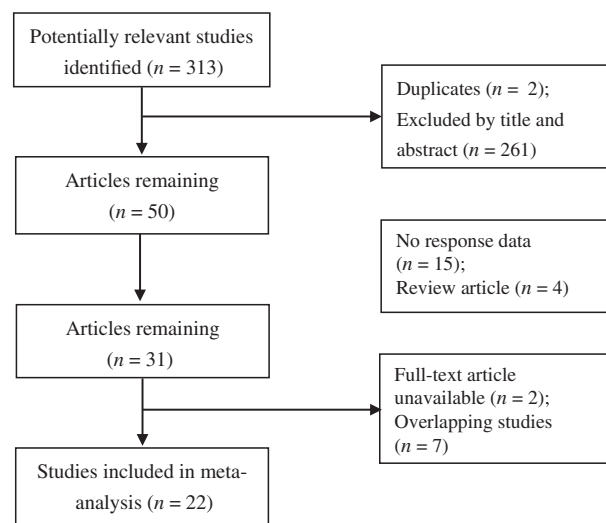 Potentially relevant studies
identified (n = 313)
Duplicates (n = 2);
Excluded by title and
abstract (n = 261)
Articles remaining
(n = 50)
No response data
(n = 15);
Review article (n = 4)
Articles remaining
(n = 31)
Full-text article
unavailable (n = 2);
Overlapping studies
(n = 7)
Studies included in meta-
analysis (n = 22)